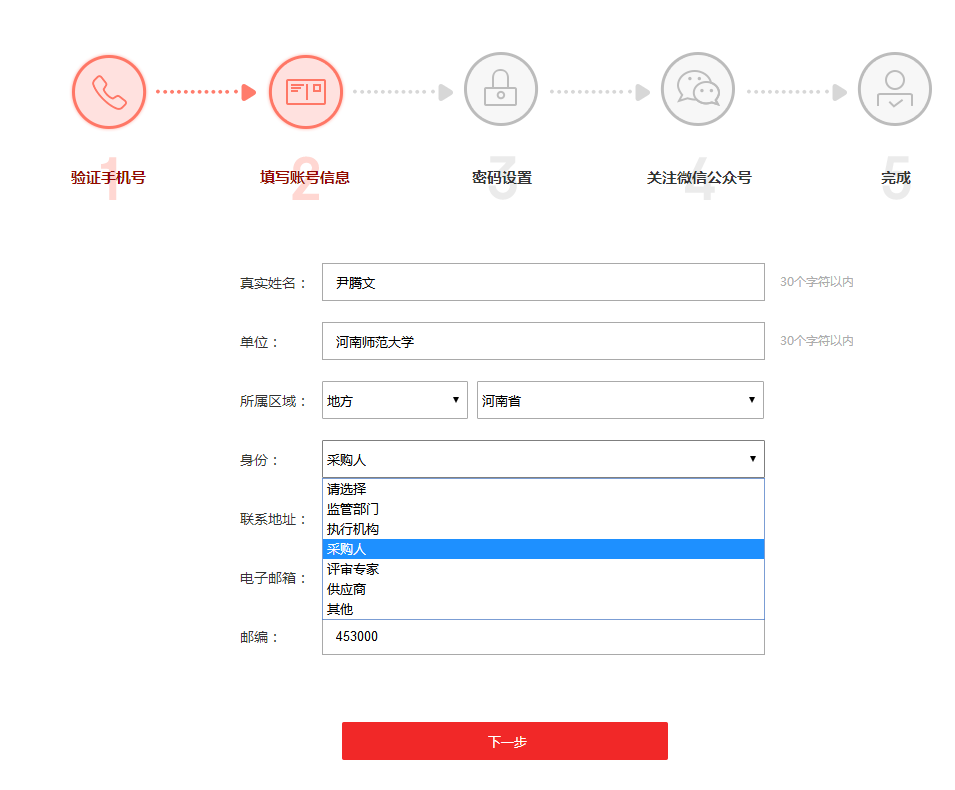 1 2 3 4 5
验证手机号 填写账号信息 密码设置 关注微信公众号 完成
真实姓名： 尹腾文 30个字符以内
单位： 河南师范大学 30个字符以内
所属区域： 地方 河南省
身份： 采购人
请选择
监管部门
联系地址：
执行机构
采购人
评审专家
电子邮箱：
供应商
其他
邮编： 453000
下一步